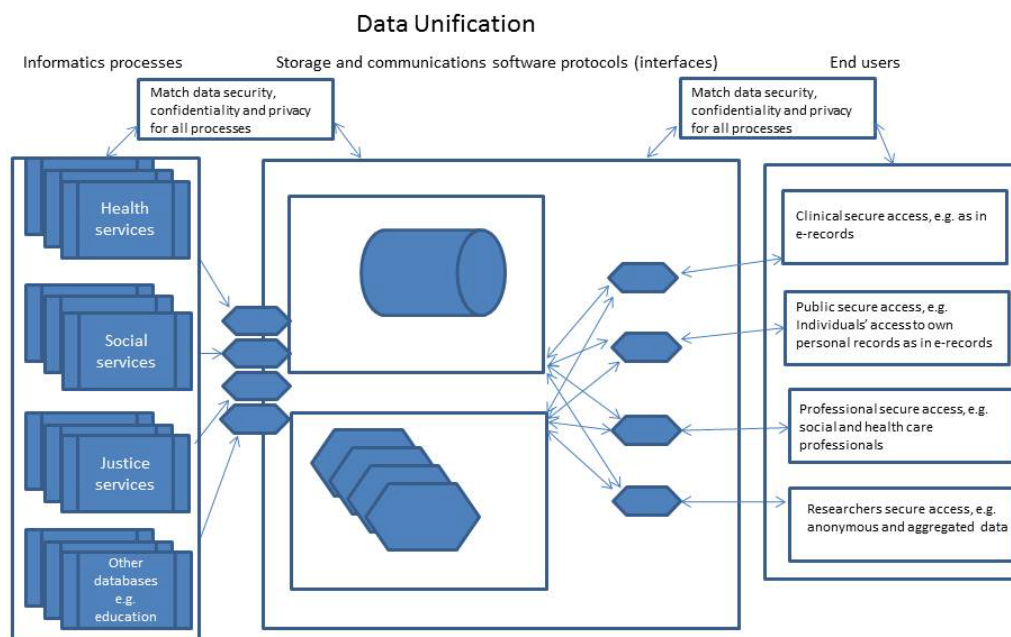 Data Unification
Informatics processes
Storage and communications software protocols (interfaces)
End users
Match data security,
confidentiality and privacy
for all processes
Match data security,
confidentiality and privacy
for all processes
Health
services
Social
services
Justice
services
Other
databases
e.g.
education
Clinical secure access, e.g. as in
e-records
Public secure access, e.g.
Individuals' access to own
personal records as in e-records
Professional secure access, e.g.
social and health care
professionals
Researchers secure access, e.g.
anonymous and aggregated data